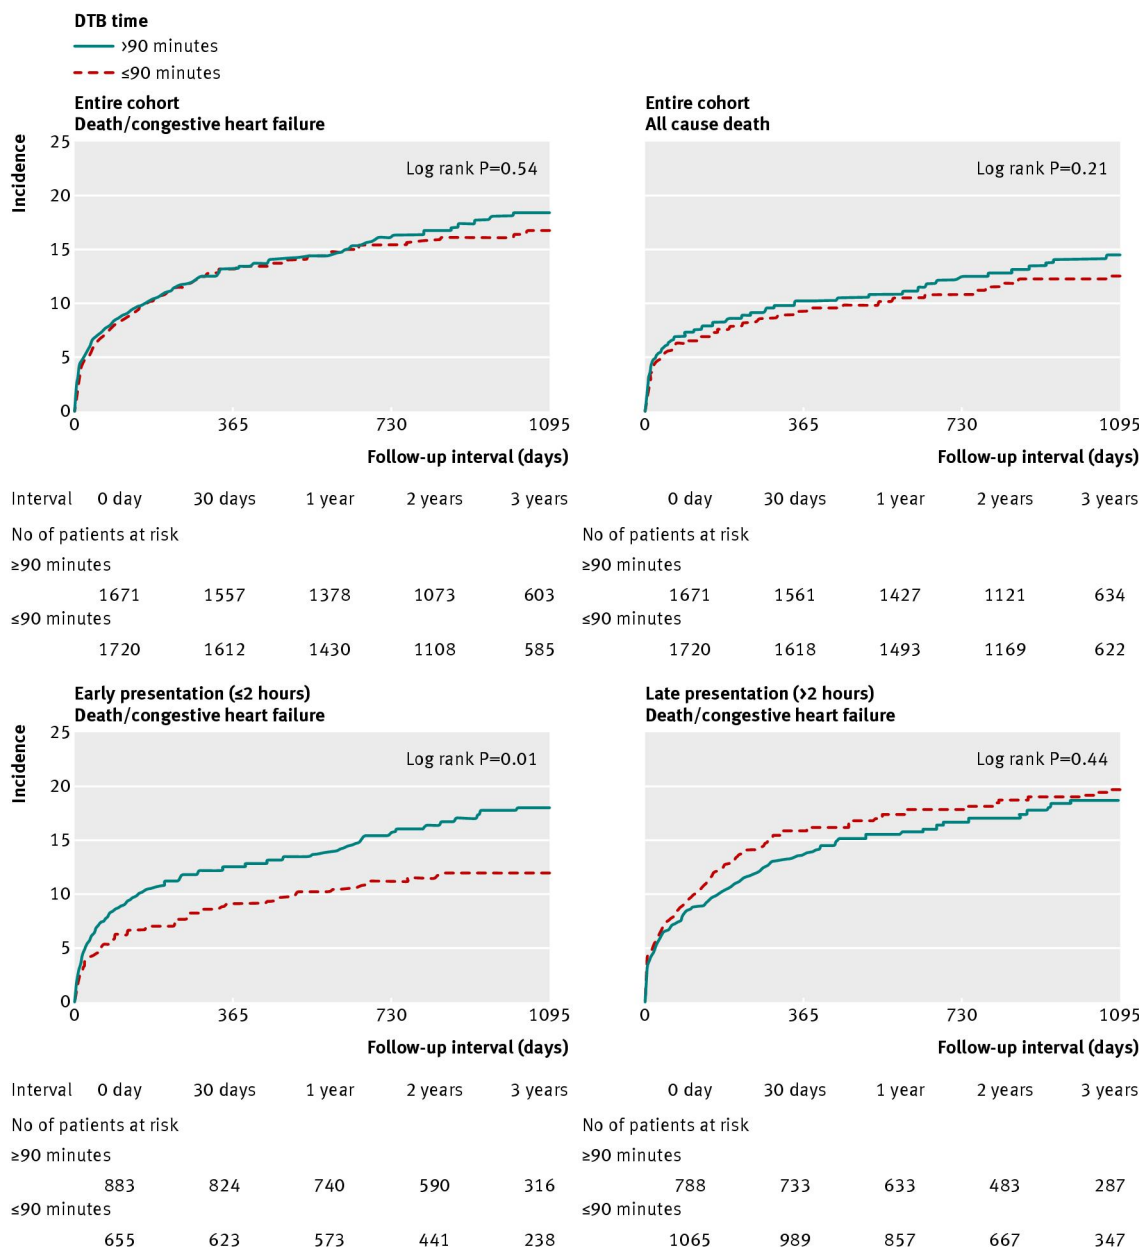 DTB time
>90 minutes
≤90 minutes
Entire cohort
Death/congestive heart failure
Incidence
25
20
15
10
5
0
Log rank P=0.54
0 365 730 1095
Follow-up interval (days)
Interval 0 day 30 days 1 year 2 years 3 years
No of patients at risk
≥90 minutes
1671 1557 1378 1073 603
≤90 minutes
1720 1612 1430 1108 585
Entire cohort
All cause death
Log rank P=0.21
0 365 730 1095
Follow-up interval (days)
0 day 30 days 1 year 2 years 3 years
No of patients at risk
≥90 minutes
1671 1561 1427 1121 634
≤90 minutes
1720 1618 1493 1169 622
Early presentation (≤2 hours)
Death/congestive heart failure
Incidence
25
20
15
10
5
0
Log rank P=0.01
0 365 730 1095
Follow-up interval (days)
Interval 0 day 30 days 1 year 2 years 3 years
No of patients at risk
≥90 minutes
883 824 740 590 316
≤90 minutes
655 623 573 441 238
Late presentation (>2 hours)
Death/congestive heart failure
Log rank P=0.44
0 365 730 1095
Follow-up interval (days)
0 day 30 days 1 year 2 years 3 years
No of patients at risk
≥90 minutes
788 733 633 483 287
≤90 minutes
1065 989 857 667 347